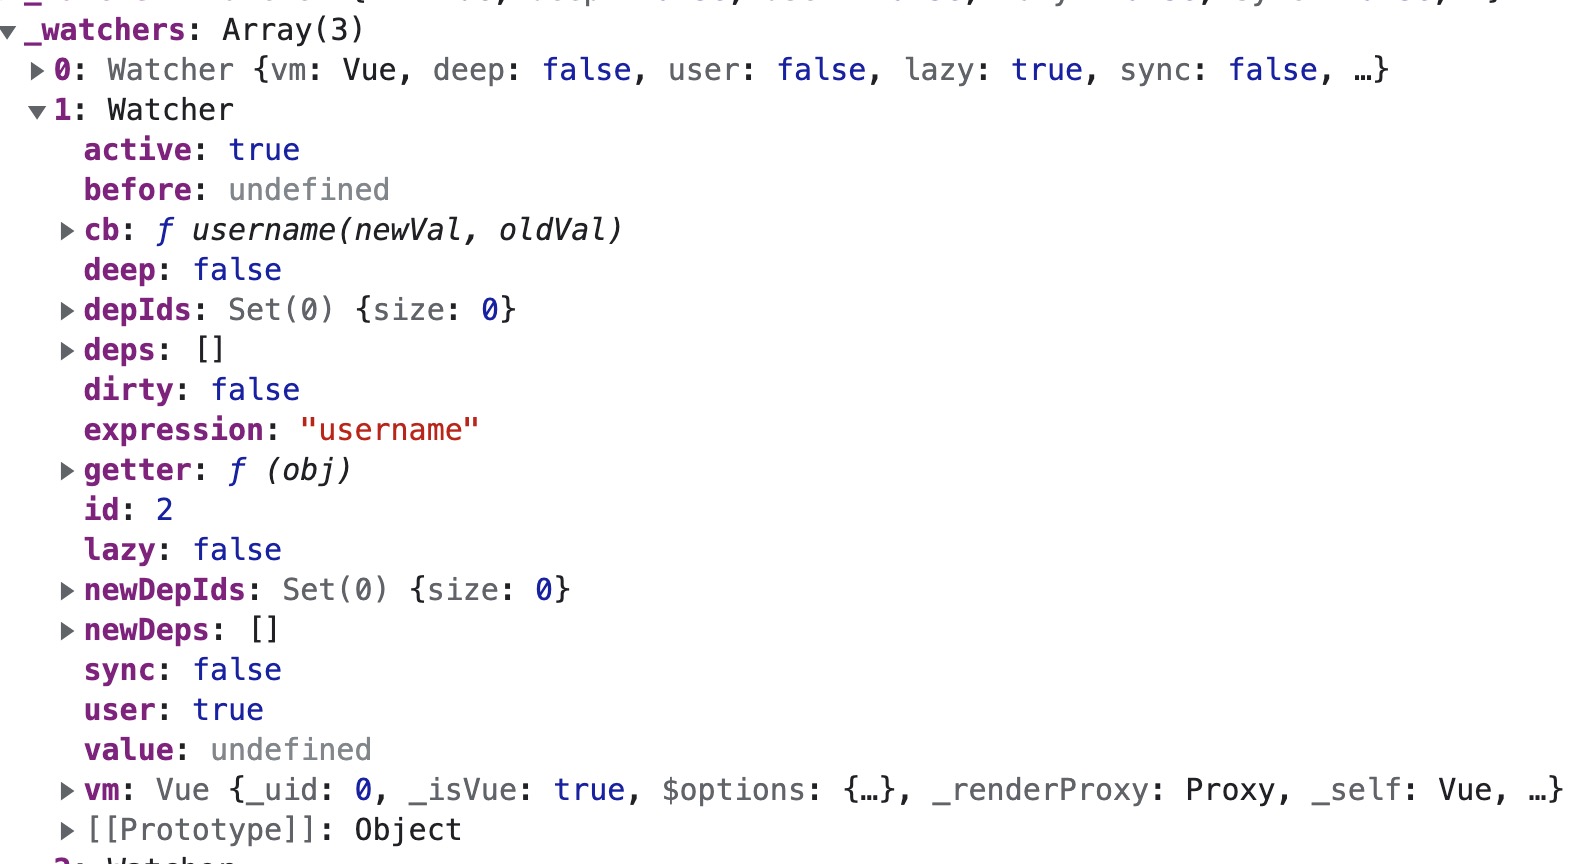 _watchers: Array(3)
0: Watcher {vm: Vue, deep: false, user: false, lazy: true, sync: false, …}
1: Watcher
active: true
before: undefined
cb: ƒ username(newVal, oldVal)
deep: false
depIds: Set(0) {size: 0}
deps: []
dirty: false
expression: "username"
getter: ƒ (obj)
id: 2
lazy: false
newDepIds: Set(0) {size: 0}
newDeps: []
sync: false
user: true
value: undefined
vm: Vue {_uid: 0, _isVue: true, $options: {…}, _renderProxy: Proxy, _self: Vue, …}
[[Prototype]]: Object